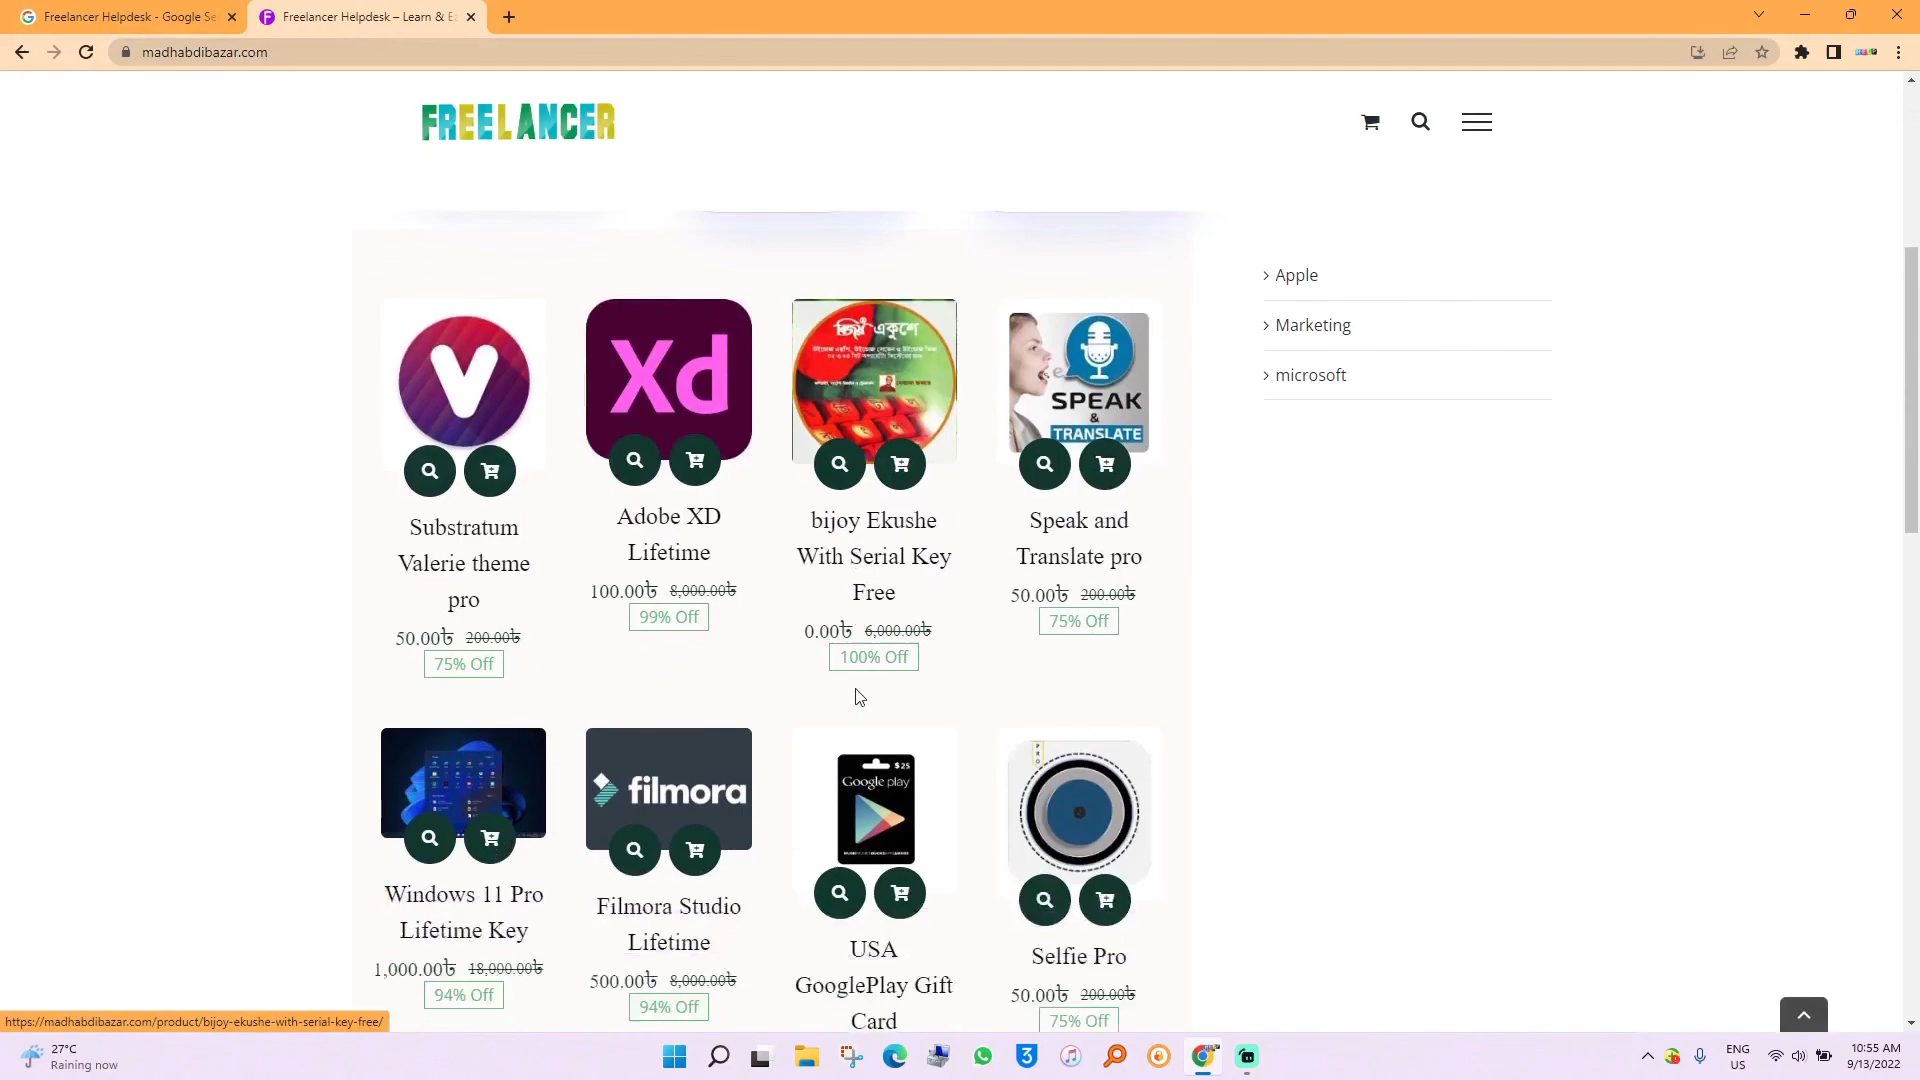 Freelancer Helpdesk - Google Se
Freelancer Helpdesk – Learn & Ea
madhabdibazar.com
FREELANCER
Apple
Marketing
microsoft
Xd
একুশে
SPEAK
&
TRANSLATE
Substratum
Valerie theme
pro
50.00৳ 200.00৳
75% Off
Adobe XD
Lifetime
100.00৳ 8,000.00৳
99% Off
bijoy Ekushe
With Serial Key
Free
0.00৳ 6,000.00৳
100% Off
Speak and
Translate pro
50.00৳ 200.00৳
75% Off
filmora
$25
Google play
PRO
Windows 11 Pro
Lifetime Key
1,000.00৳ 18,000.00৳
94% Off
Filmora Studio
Lifetime
500.00৳ 8,000.00৳
94% Off
USA
GooglePlay Gift
Card
Selfie Pro
50.00৳ 200.00৳
75% Off
https://madhabdibazar.com/product/bijoy-ekushe-with-serial-key-free/
27°C
Raining now
ENG
US
10:55 AM
9/13/2022